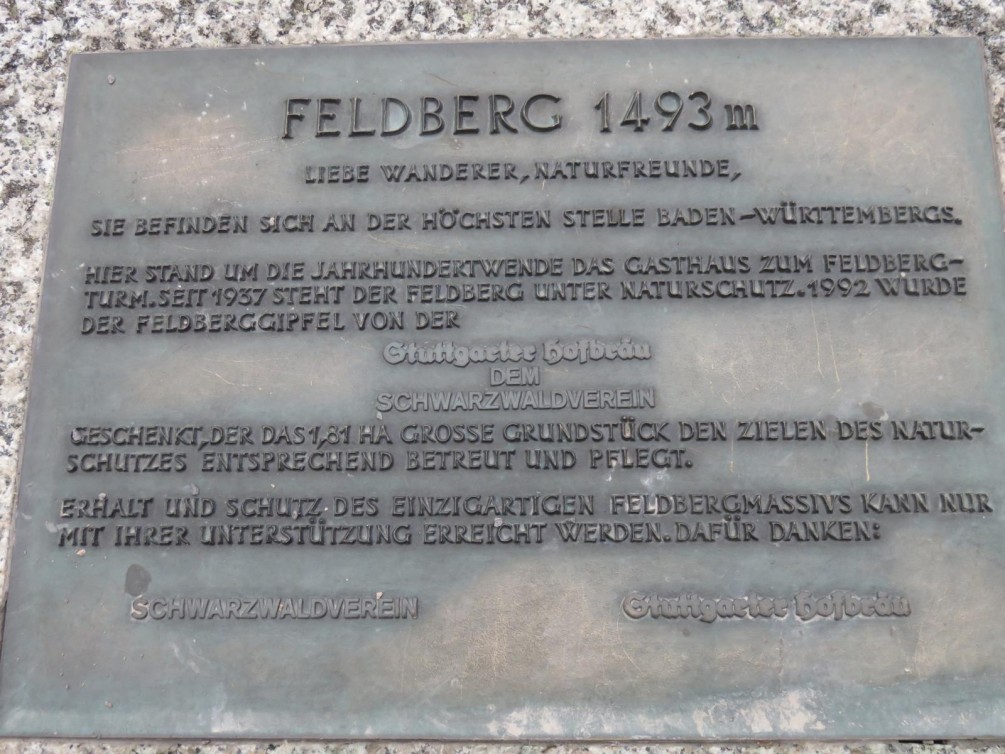 FELDBERG 1493 m
LIEBE WANDERER, NATURFREUNDE,
SIE BEFINDEN SICH AN DER HÖCHSTEN STELLE BADEN-WÜRTTEMBERGS.
HIER STAND UM DIE JAHRHUNDERTWENDE DAS GASTHAUS ZUM FELDBERG-
TURM. SEIT 1937 STEHT DER FELDBERG UNTER NATURSCHUTZ. 1992 WURDE
DER FELDBERGGIPFEL VON DER
Stuttgarter Hofbräu
DEM
SCHWARZWALDVEREIN
GESCHENKT, DER DAS 1,81 HA GROSSE GRUNDSTÜCK DEN ZIELEN DES NATUR-
SCHUTZES ENTSPRECHEND BETREUT UND PFLEGT.
ERHALT UND SCHUTZ DES EINZIGARTIGEN FELDBERGMASSIVS KANN NUR
MIT IHRER UNTERSTÜTZUNG ERREICHT WERDEN. DAFÜR DANKEN:
SCHWARZWALDVEREIN Stuttgarter Hofbräu